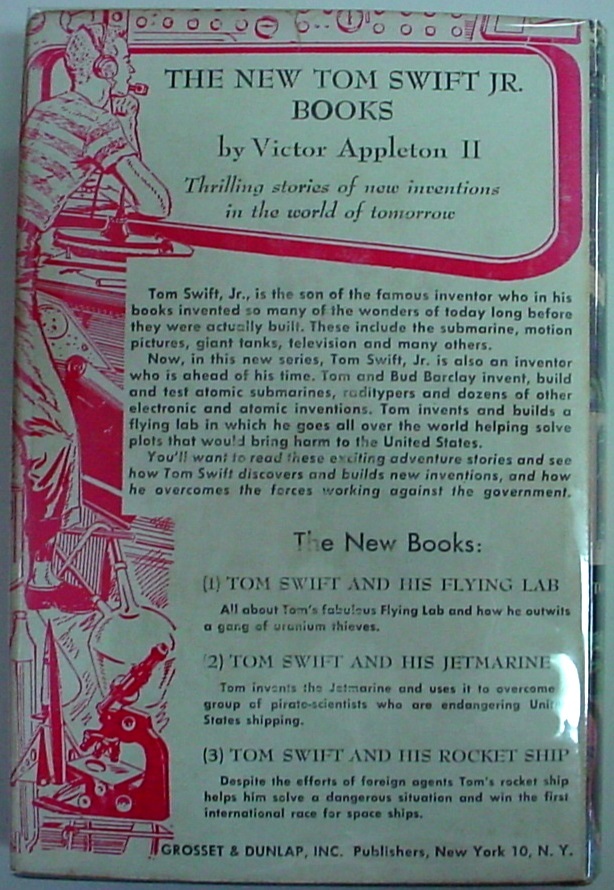 THE NEW TOM SWIFT JR.
BOOKS
by Victor Appleton II
Thrilling stories of new inventions
in the world of tomorrow
Tom Swift, Jr., is the son of the famous inventor who in his
books invented so many of the wonders of today long before
they were actually built. These include the submarine, motion
pictures, giant tanks, television and many others.
Now, in this new series, Tom Swift, Jr. is also an inventor
who is ahead of his time. Tom and Bud Barclay invent, build
and test atomic submarines, raditypers and dozens of other
electronic and atomic inventions. Tom invents and builds a
flying lab in which he goes all over the world helping solve
plots that would bring harm to the United States.
You'll want to read these exciting adventure stories and see
how Tom Swift discovers and builds new inventions, and how
he overcomes the forces working against the government.
The New Books:
(1) TOM SWIFT AND HIS FLYING LAB
All about Tom's fabulous Flying Lab and how he outwits
a gang of uranium thieves.
(2) TOM SWIFT AND HIS JETMARINE
Tom invents the Jetmarine and uses it to overcome
group of pirate-scientists who are endangering
States shipping.
(3) TOM SWIFT AND HIS ROCKET SHIP
Despite the efforts of foreign agents Tom's rocket ship
helps him solve a dangerous situation and win the first
international race for space ships.
GROSSET & DUNLAP, INC. Publishers, New York 10, N. Y.